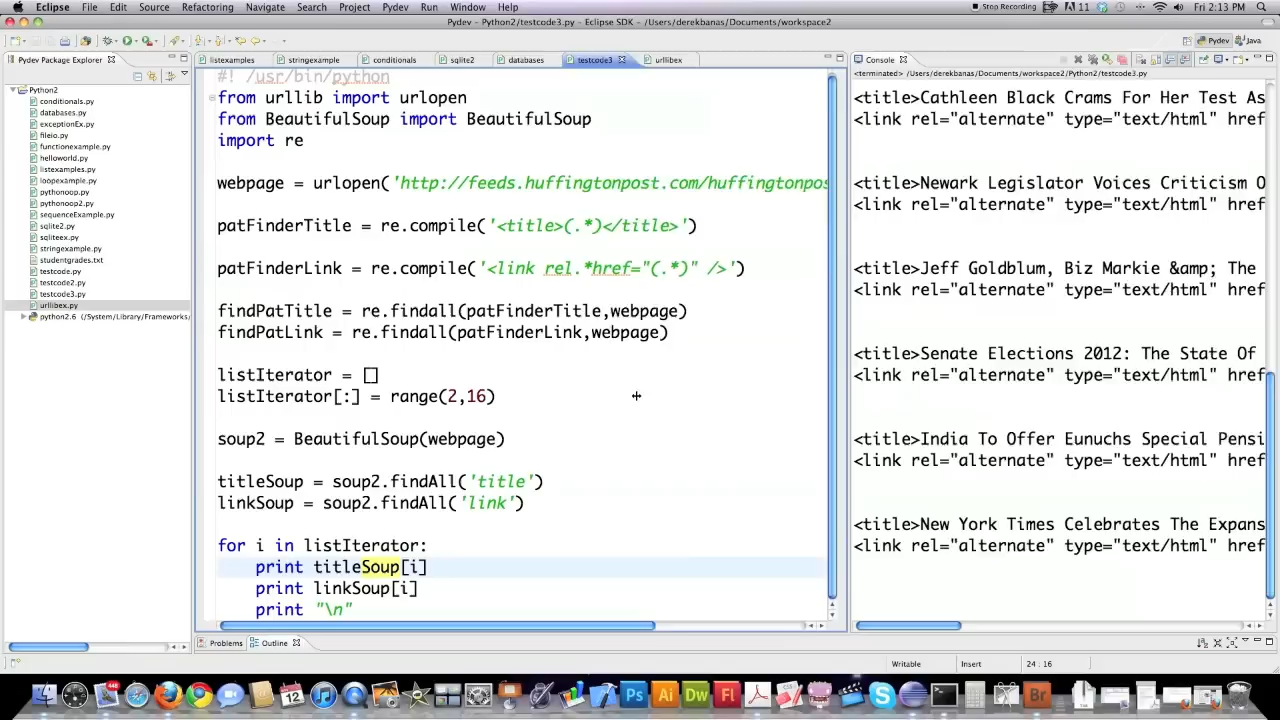 Eclipse File Edit Source Refactoring Navigate Search Project Pydev Run Window Help
Stop Recording 11 Fri 2:13 PM
Pydev - Python2/testcode3.py - Eclipse SDK - /Users/derekbanas/Documents/workspace2
Pydev Java
Pydev Package Explorer
listexamples stringexample conditionals sqlite2 databases testcode3 urllibex
Console
<terminated> /Users/derekbanas/Documents/workspace2/Python2/testcode3.py
Python2
conditionals.py
databases.py
exceptionEx.py
fileio.py
functionexample.py
helloworld.py
listexamples.py
loopexample.py
pythonoop.py
pythonoop2.py
sequenceExample.py
sqlite2.py
sqliteex.py
stringexample.py
studentgrades.txt
testcode.py
testcode2.py
testcode3.py
urllibex.py
python2.6 (/System/Library/Frameworks/
#! /usr/bin/python
from urllib import urlopen
from BeautifulSoup import BeautifulSoup
import re
webpage = urlopen('http://feeds.huffingtonpost.com/huffingtonpos
patFinderTitle = re.compile('<title>(.*)</title>')
patFinderLink = re.compile('<link rel.*href="(.*)" />')
findPatTitle = re.findall(patFinderTitle,webpage)
findPatLink = re.findall(patFinderLink,webpage)
listIterator = []
listIterator[:] = range(2,16)
soup2 = BeautifulSoup(webpage)
titleSoup = soup2.findAll('title')
linkSoup = soup2.findAll('link')
for i in listIterator:
    print titleSoup[i]
    print linkSoup[i]
    print "\n"
<title>Cathleen Black Crams For Her Test As
<link rel="alternate" type="text/html" href
<title>Newark Legislator Voices Criticism O
<link rel="alternate" type="text/html" href
<title>Jeff Goldblum, Biz Markie &amp; The
<link rel="alternate" type="text/html" href
<title>Senate Elections 2012: The State Of
<link rel="alternate" type="text/html" href
<title>India To Offer Eunuchs Special Pensi
<link rel="alternate" type="text/html" href
<title>New York Times Celebrates The Expans
<link rel="alternate" type="text/html" href
Problems Outline
Writable Insert 24 : 16
12 Ps Ai Dw Fl Br